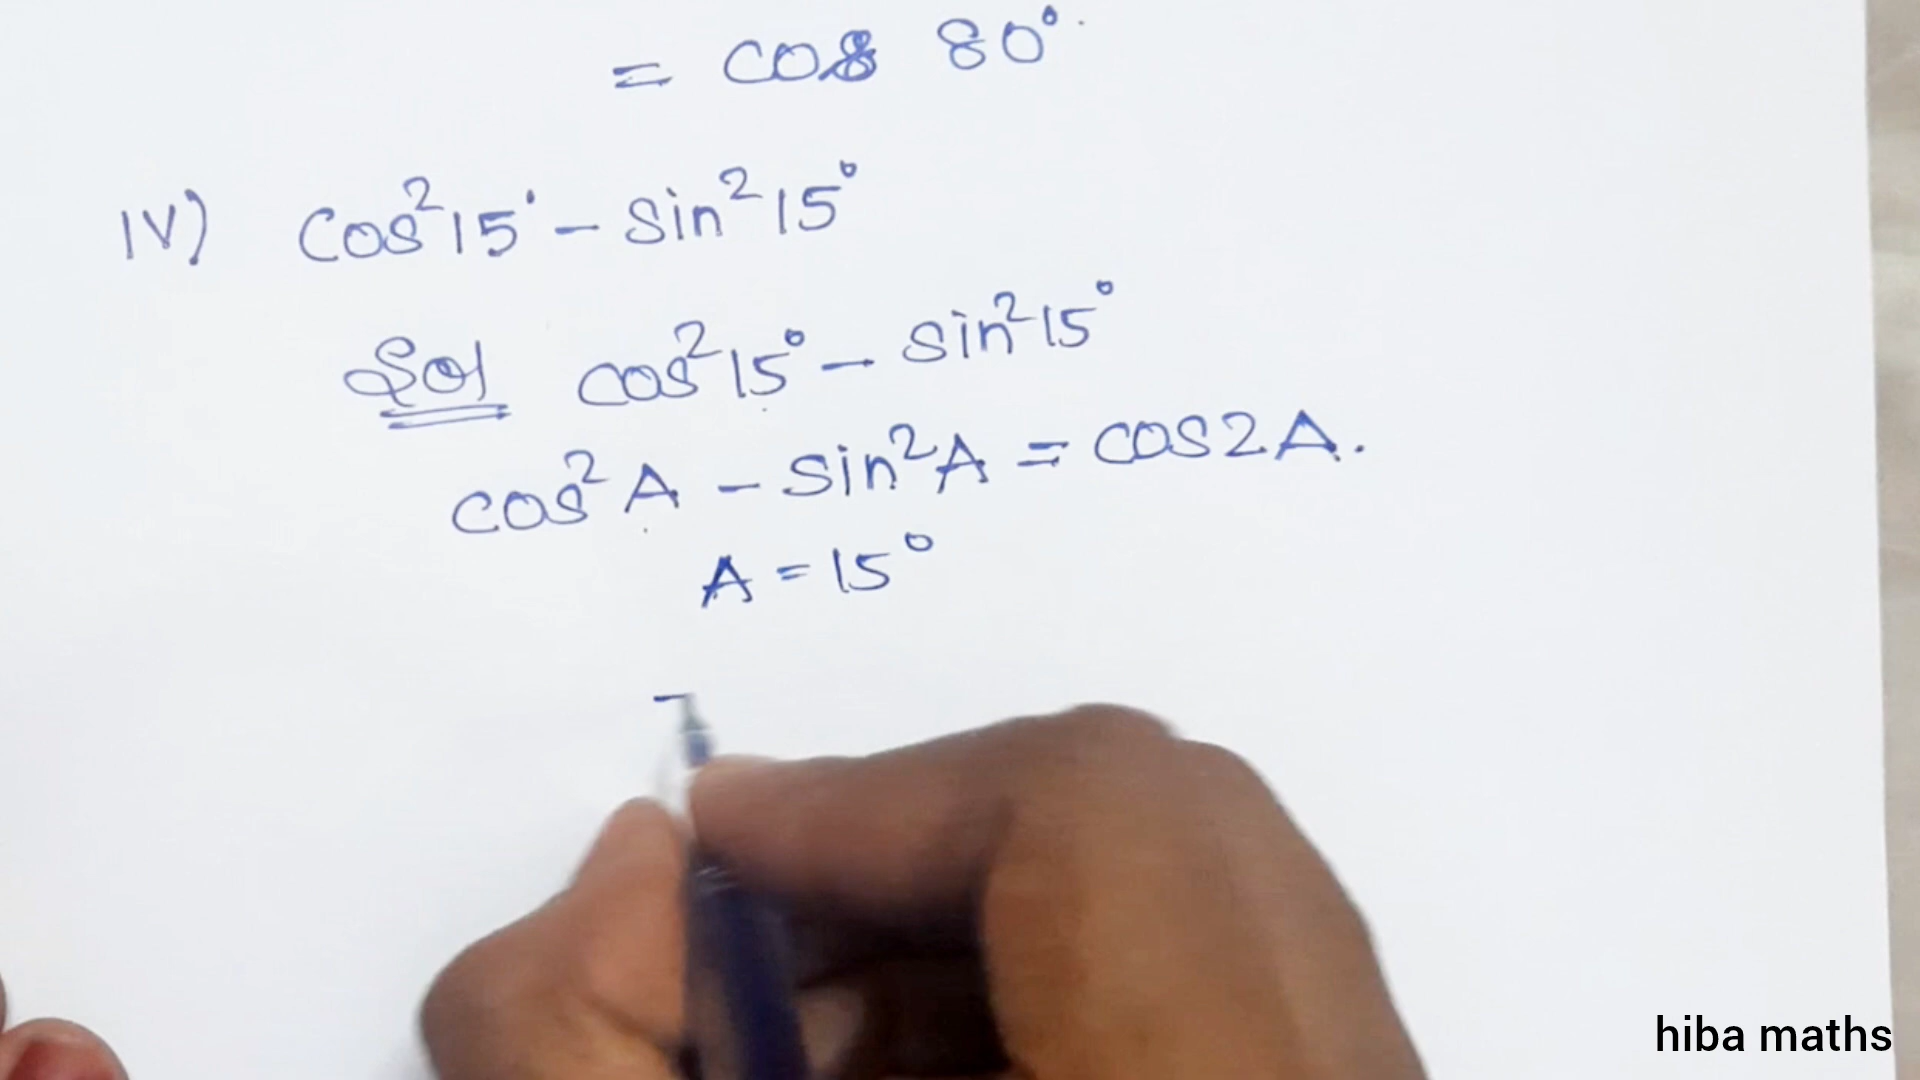 = cos 80°.
IV) Cos²15° - Sin²15°
Sol cos²15° - Sin²15°
cos²A - Sin²A = cos2A.
A = 15°
hiba maths